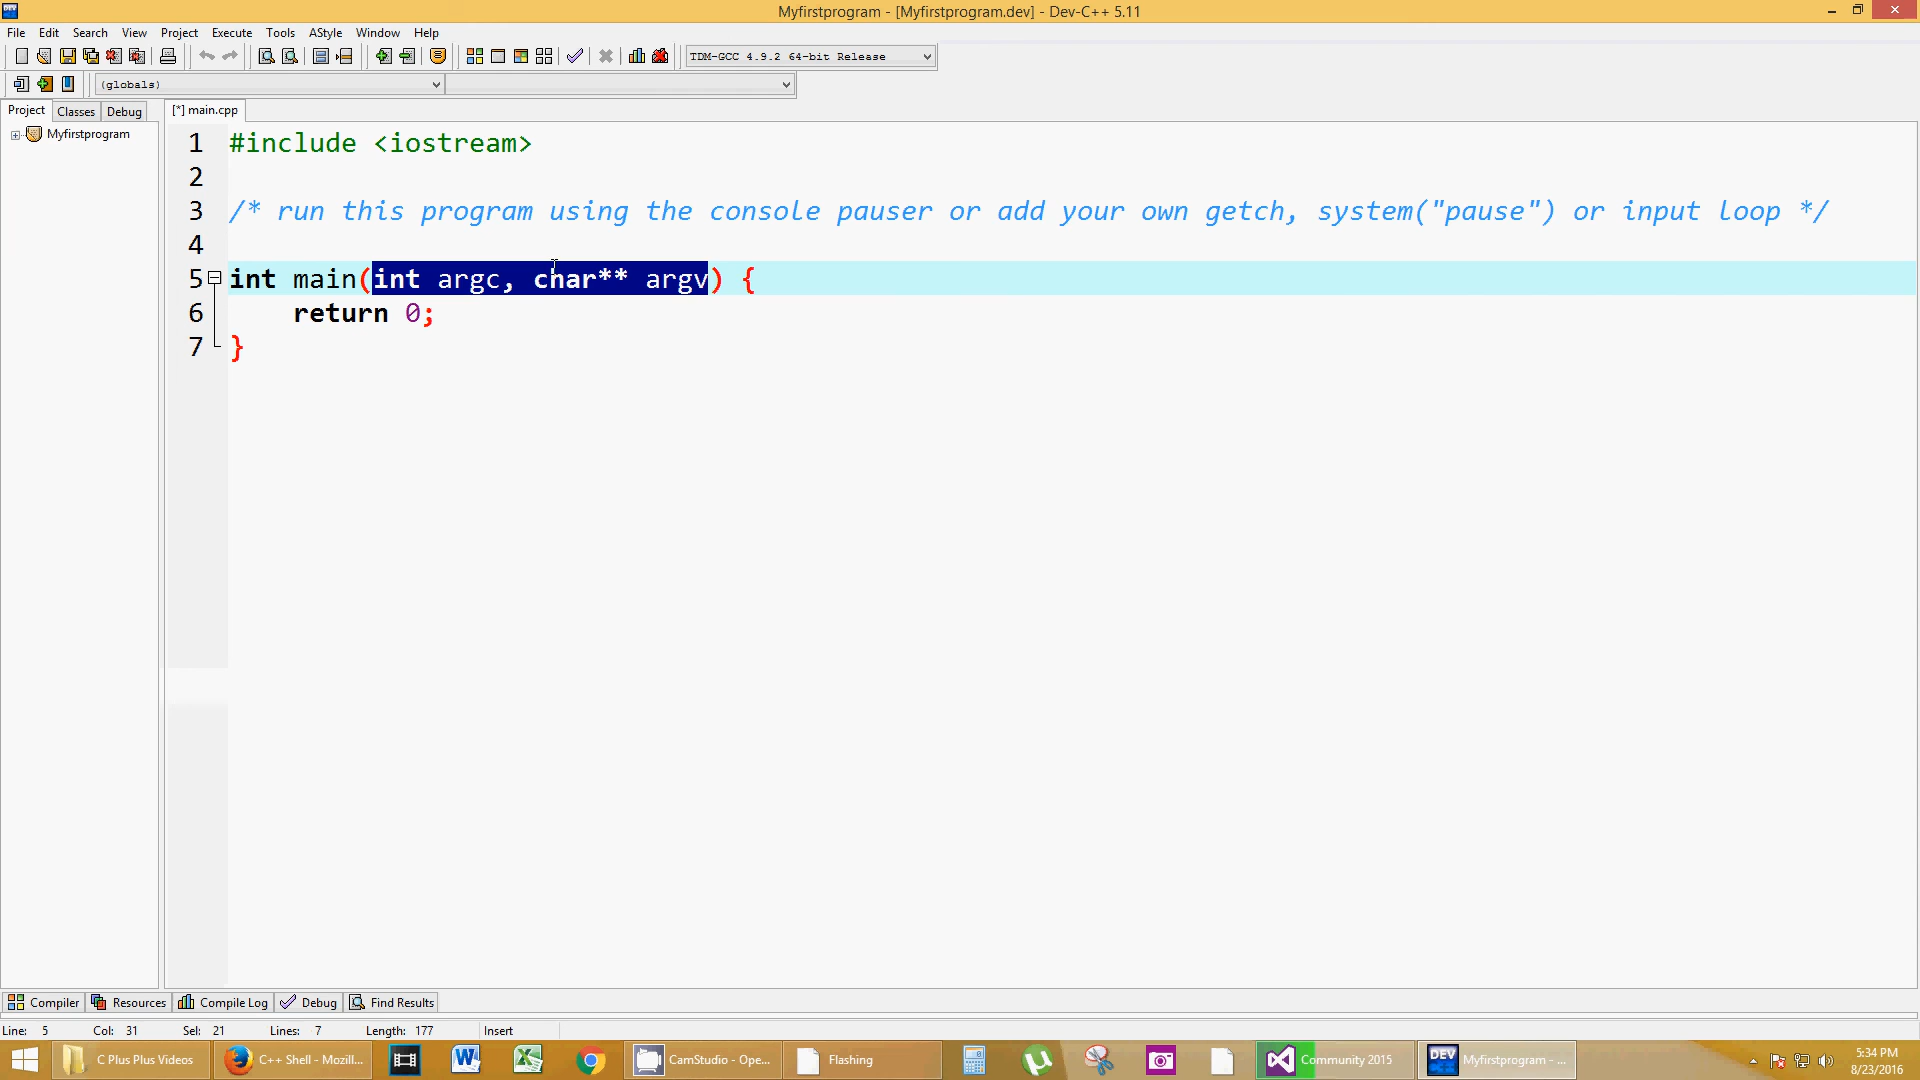 Myfirstprogram - [Myfirstprogram.dev] - Dev-C++ 5.11
File Edit Search View Project Execute Tools AStyle Window Help
TDM-GCC 4.9.2 64-bit Release
(globals)
Project Classes Debug [*] main.cpp
Myfirstprogram
1 #include <iostream>
2
3 /* run this program using the console pauser or add your own getch, system("pause") or input loop */
4
5 int main(int argc, char** argv) {
6 return 0;
7 }
Compiler Resources Compile Log Debug Find Results
Line: 5 Col: 31 Sel: 21 Lines: 7 Length: 177 Insert
C Plus Plus Videos C++ Shell - Mozill... CamStudio - Ope... Flashing Community 2015 DEV Myfirstprogram - ... 5:34 PM
8/23/2016